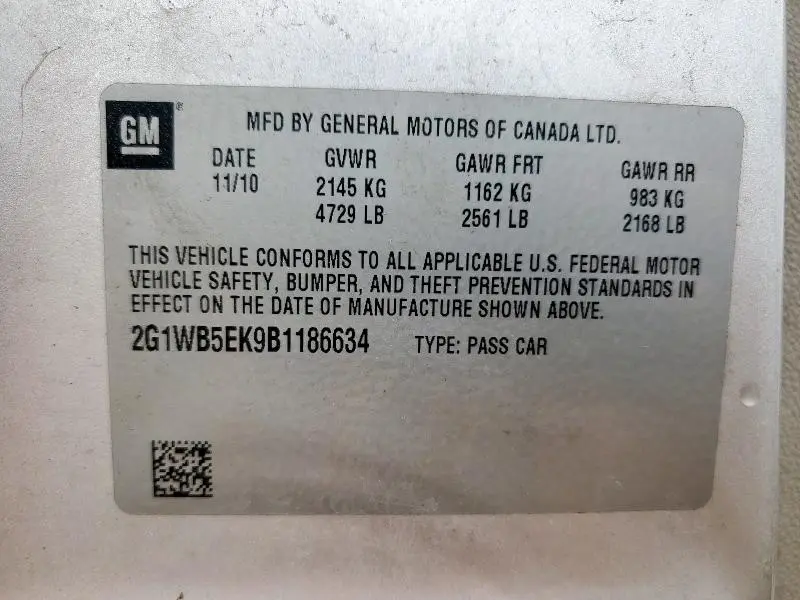 GM®
MFD BY GENERAL MOTORS OF CANADA LTD.
DATE GVWR GAWR FRT GAWR RR
11/10 2145 KG 1162 KG 983 KG
4729 LB 2561 LB 2168 LB
THIS VEHICLE CONFORMS TO ALL APPLICABLE U.S. FEDERAL MOTOR
VEHICLE SAFETY, BUMPER, AND THEFT PREVENTION STANDARDS IN
EFFECT ON THE DATE OF MANUFACTURE SHOWN ABOVE.
2G1WB5EK9B1186634 TYPE: PASS CAR